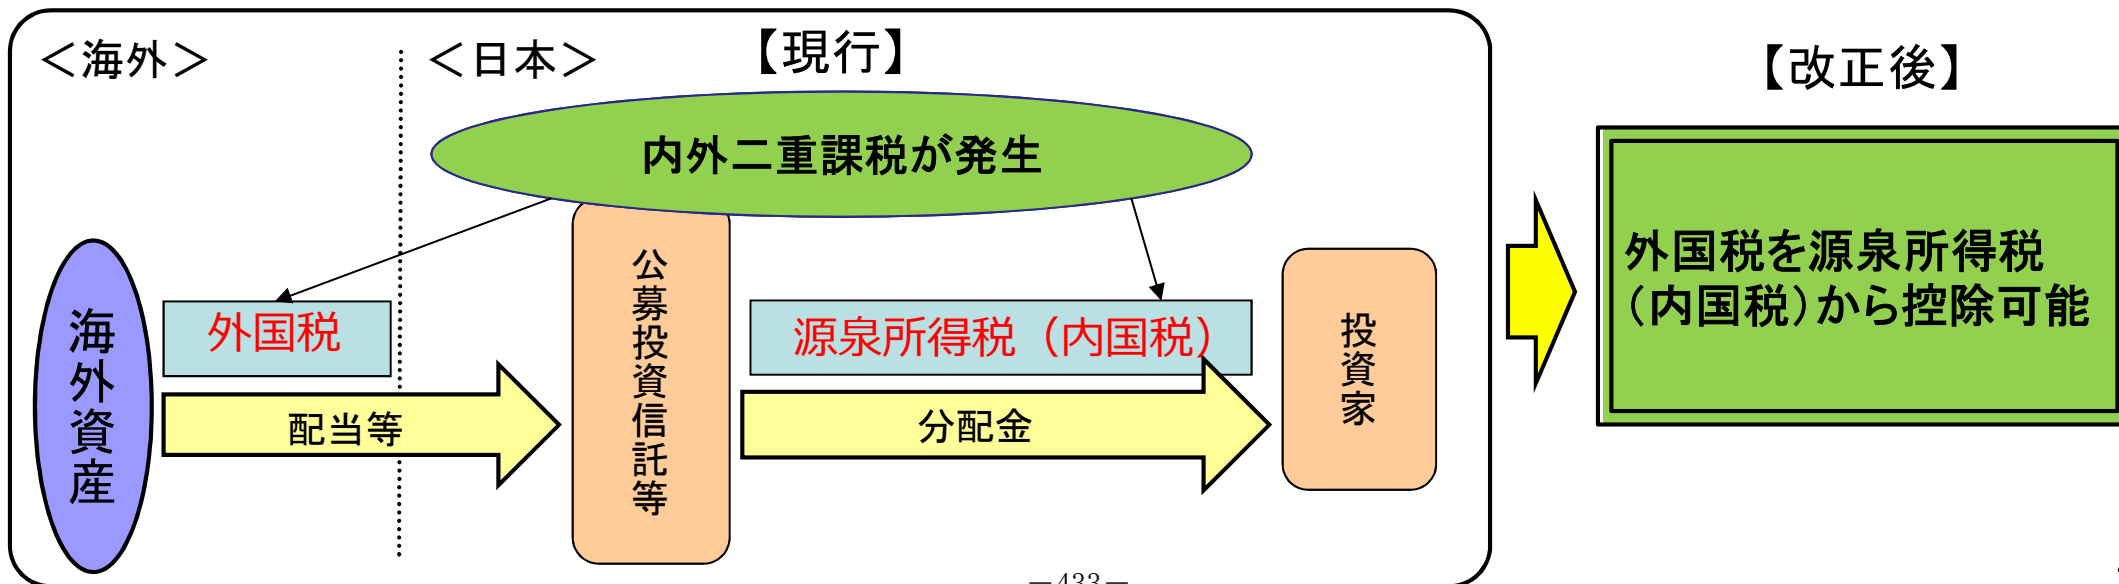 ＜海外＞
＜日本＞
【現行】
内外二重課税が発生
海外資産
外国税
配当等
公募投資信託等
源泉所得税（内国税）
分配金
投資家
【改正後】
外国税を源泉所得税
（内国税）から控除可能
－433－